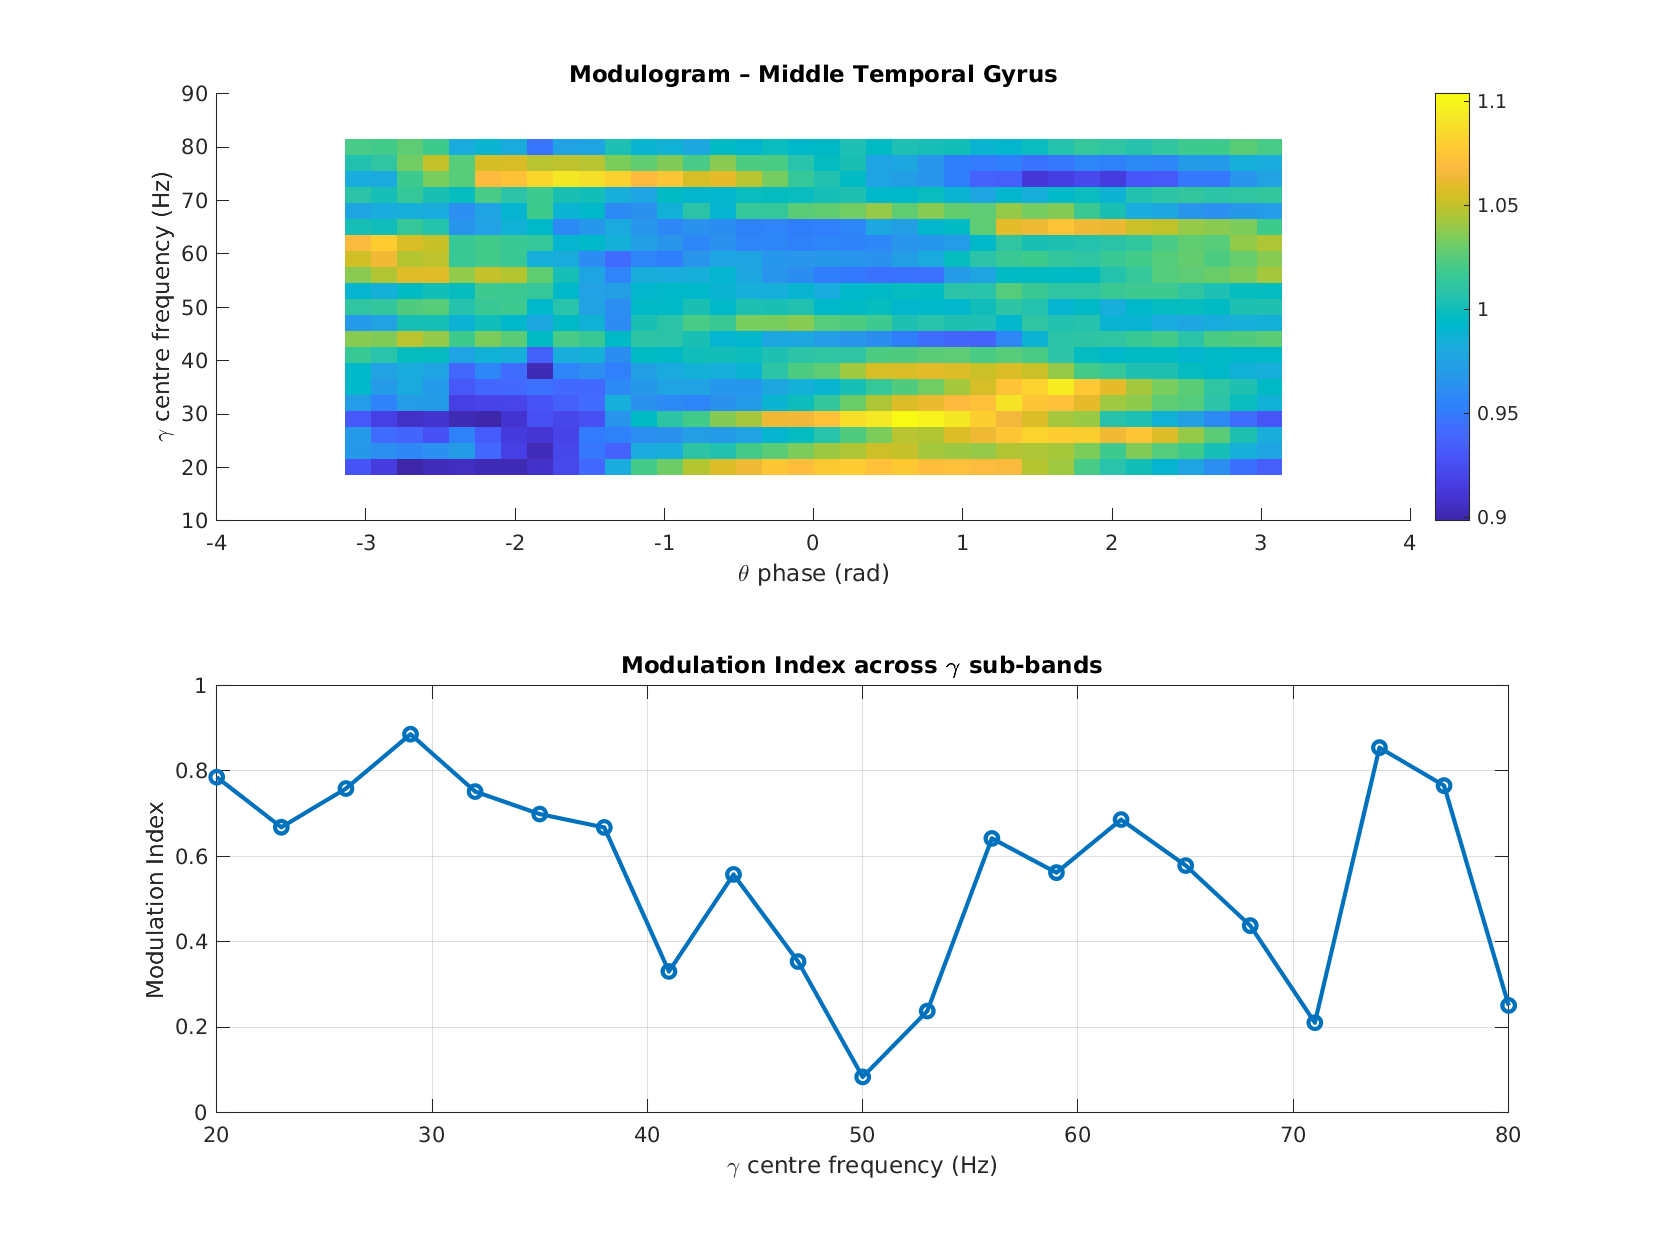 Modulogram – Middle Temporal Gyrus
γ centre frequency (Hz)
90
80
70
60
50
40
30
20
10
-4 -3 -2 -1 0 1 2 3 4
θ phase (rad)
1.1
1.05
1
0.95
0.9
Modulation Index across γ sub-bands
Modulation Index
1
0.8
0.6
0.4
0.2
0
20 30 40 50 60 70 80
γ centre frequency (Hz)